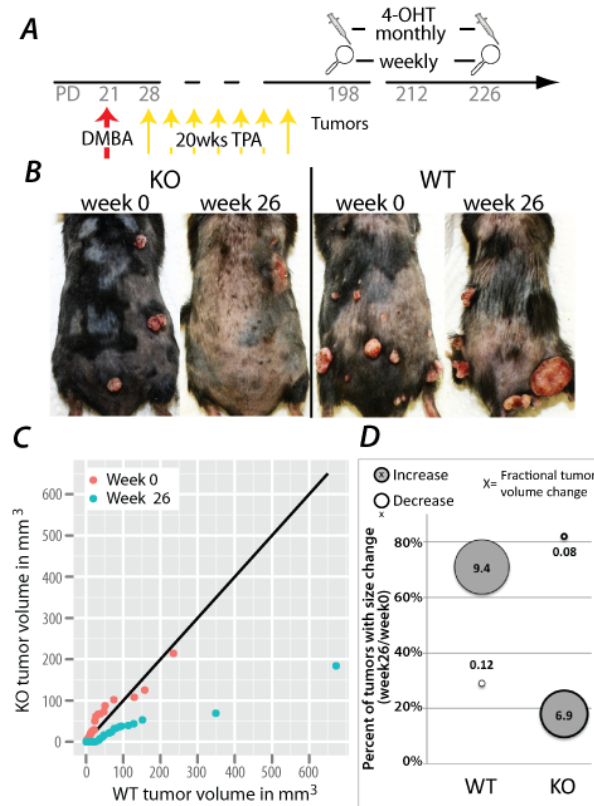 A
4-OHT
monthly
weekly
PD 21 28 198 212 226
DMBA 20wks TPA Tumors
B
KO WT
week 0 week 26 week 0 week 26
C
Week 0
Week 26
KO tumor volume in mm³
600
500
400
300
200
100
0
0 100 200 300 400 500 600
WT tumor volume in mm³
D
x Increase
Decrease
x
X= Fractional tumor
volume change
Percent of tumors with size change
(week26/week0)
80%
60%
40%
20%
0%
9.4
0.08
0.12
6.9
WT KO